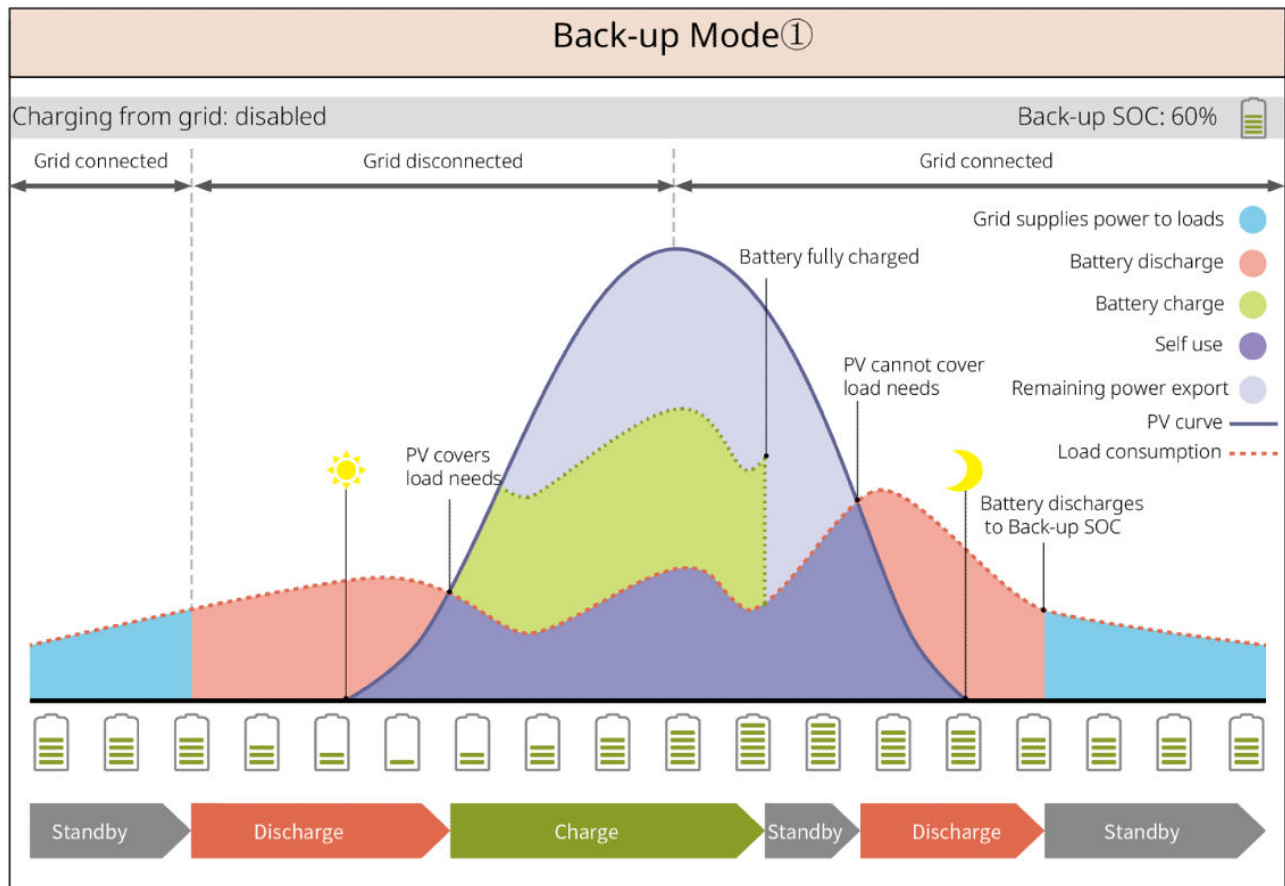 Back-up Mode①
Charging from grid: disabled
Back-up SOC: 60%
Grid connected
Grid disconnected
Grid connected
Grid supplies power to loads
Battery discharge
Battery charge
Self use
Remaining power export
PV curve
Load consumption
Battery fully charged
PV cannot cover
load needs
PV covers
load needs
Battery discharges
to Back-up SOC
Standby
Discharge
Charge
Standby
Discharge
Standby